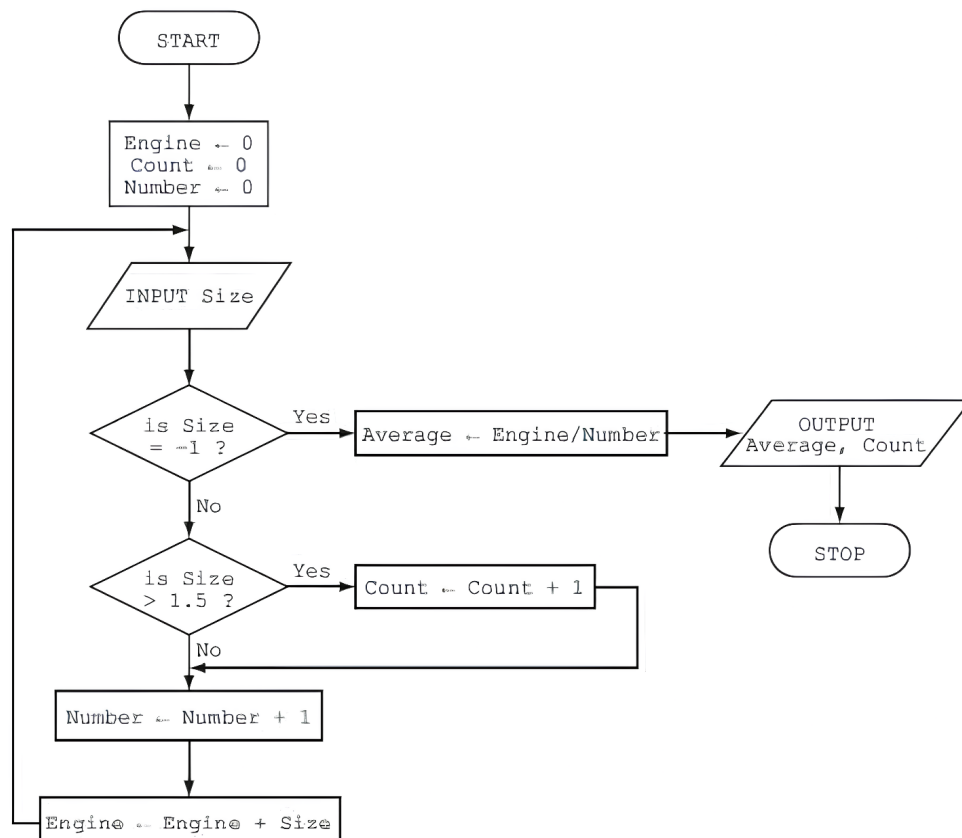 START
Engine ← 0
Count ← 0
Number ← 0
INPUT Size
is Size
= -1 ?
Yes
Average ← Engine/Number
OUTPUT
Average, Count
STOP
No
is Size
> 1.5 ?
Yes
Count ← Count + 1
No
Number ← Number + 1
Engine ← Engine + Size